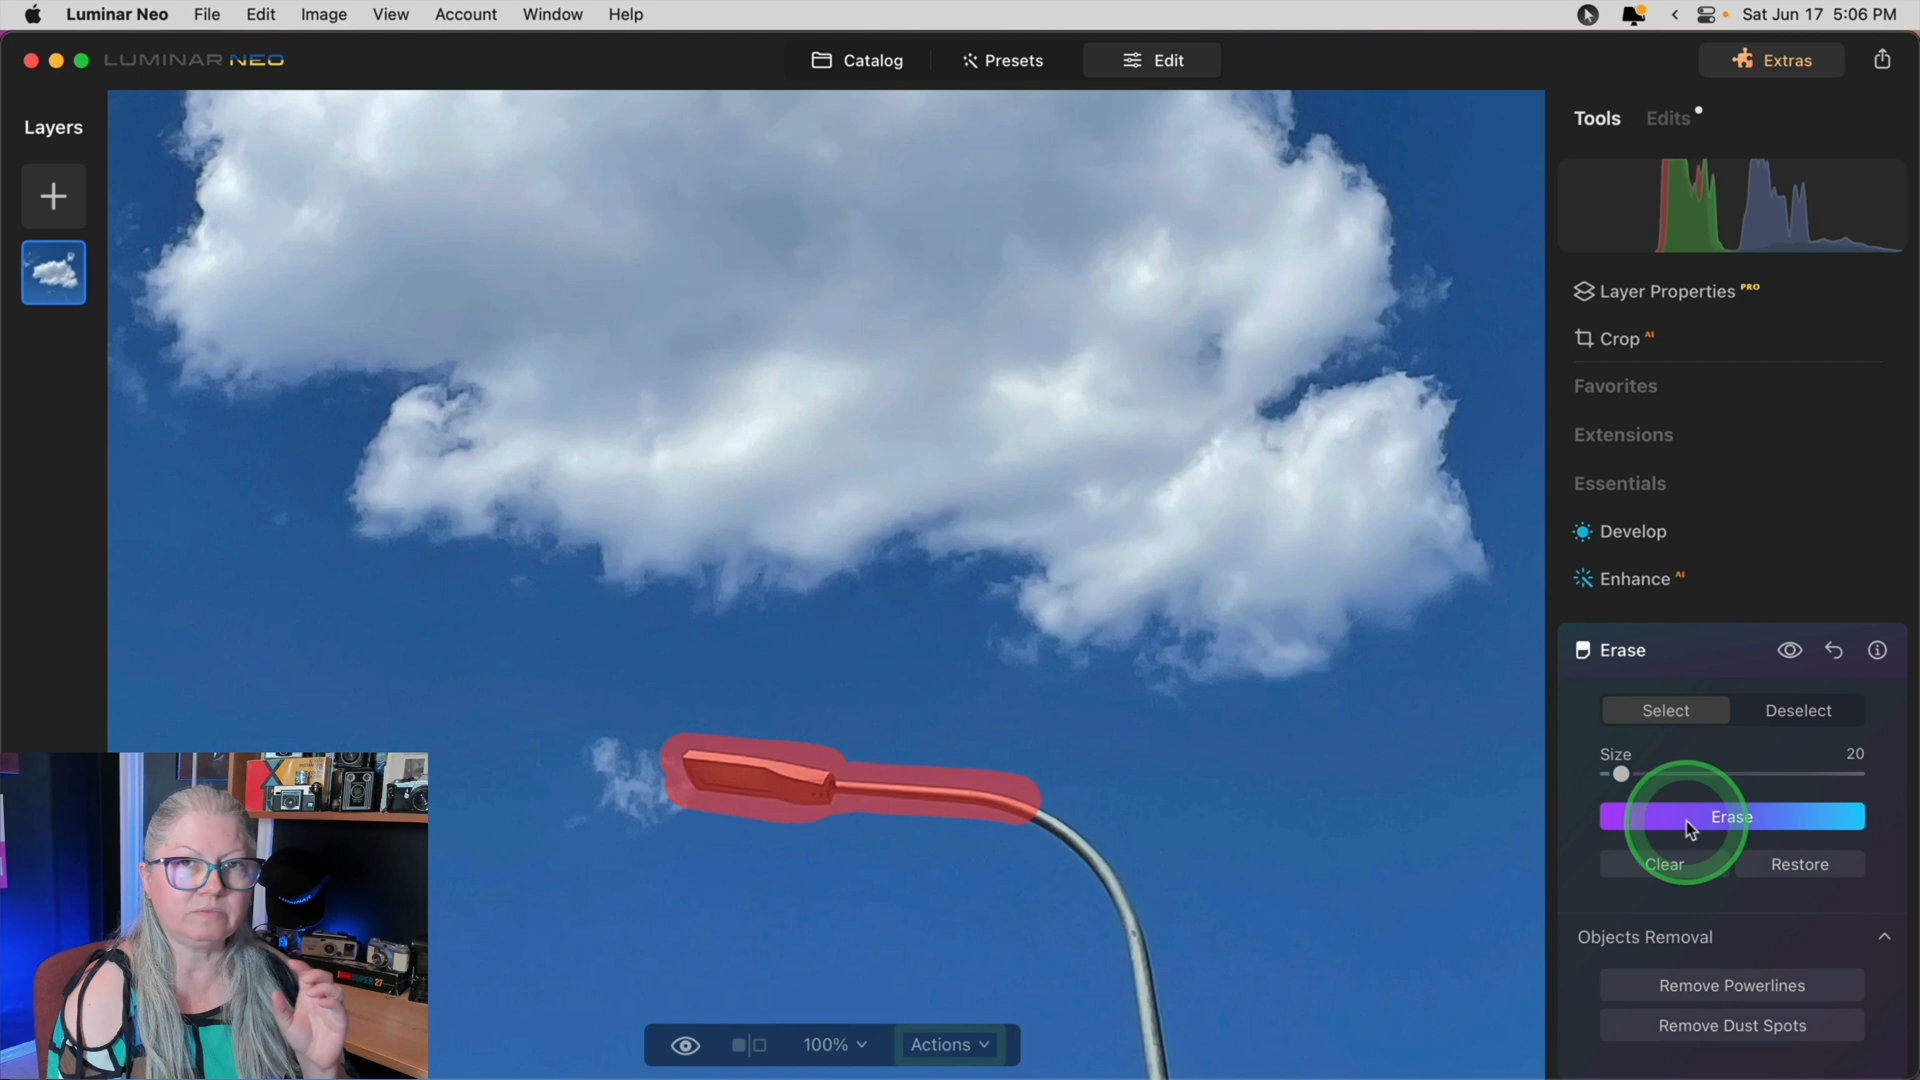 Luminar Neo File Edit Image View Account Window Help Sat Jun 17 5:06 PM
LUMINAR NEO Catalog Presets Edit Extras
Layers
Tools Edits
Layer Properties PRO
Crop AI
Favorites
Extensions
Essentials
Develop
Enhance AI
Erase
Select Deselect
Size 20
Erase
Clear Restore
Objects Removal
Remove Powerlines
Remove Dust Spots
100% Actions
SUPER 27